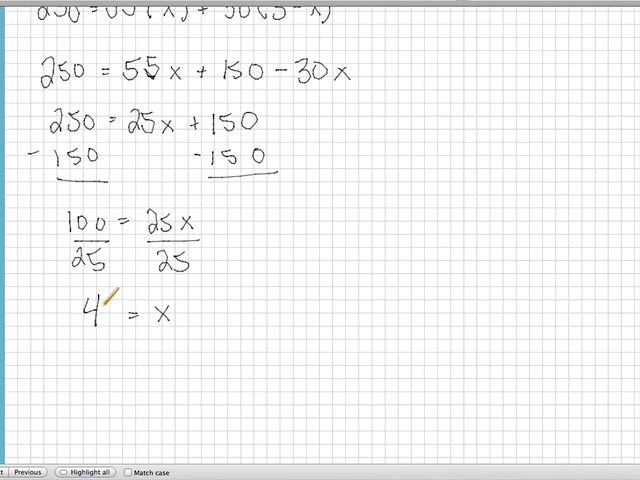 250 = 55x + 150 - 30x
250 = 25x + 150
- 150 - 150
100 = 25x
25 25
4 = x
Previous Highlight all Match case